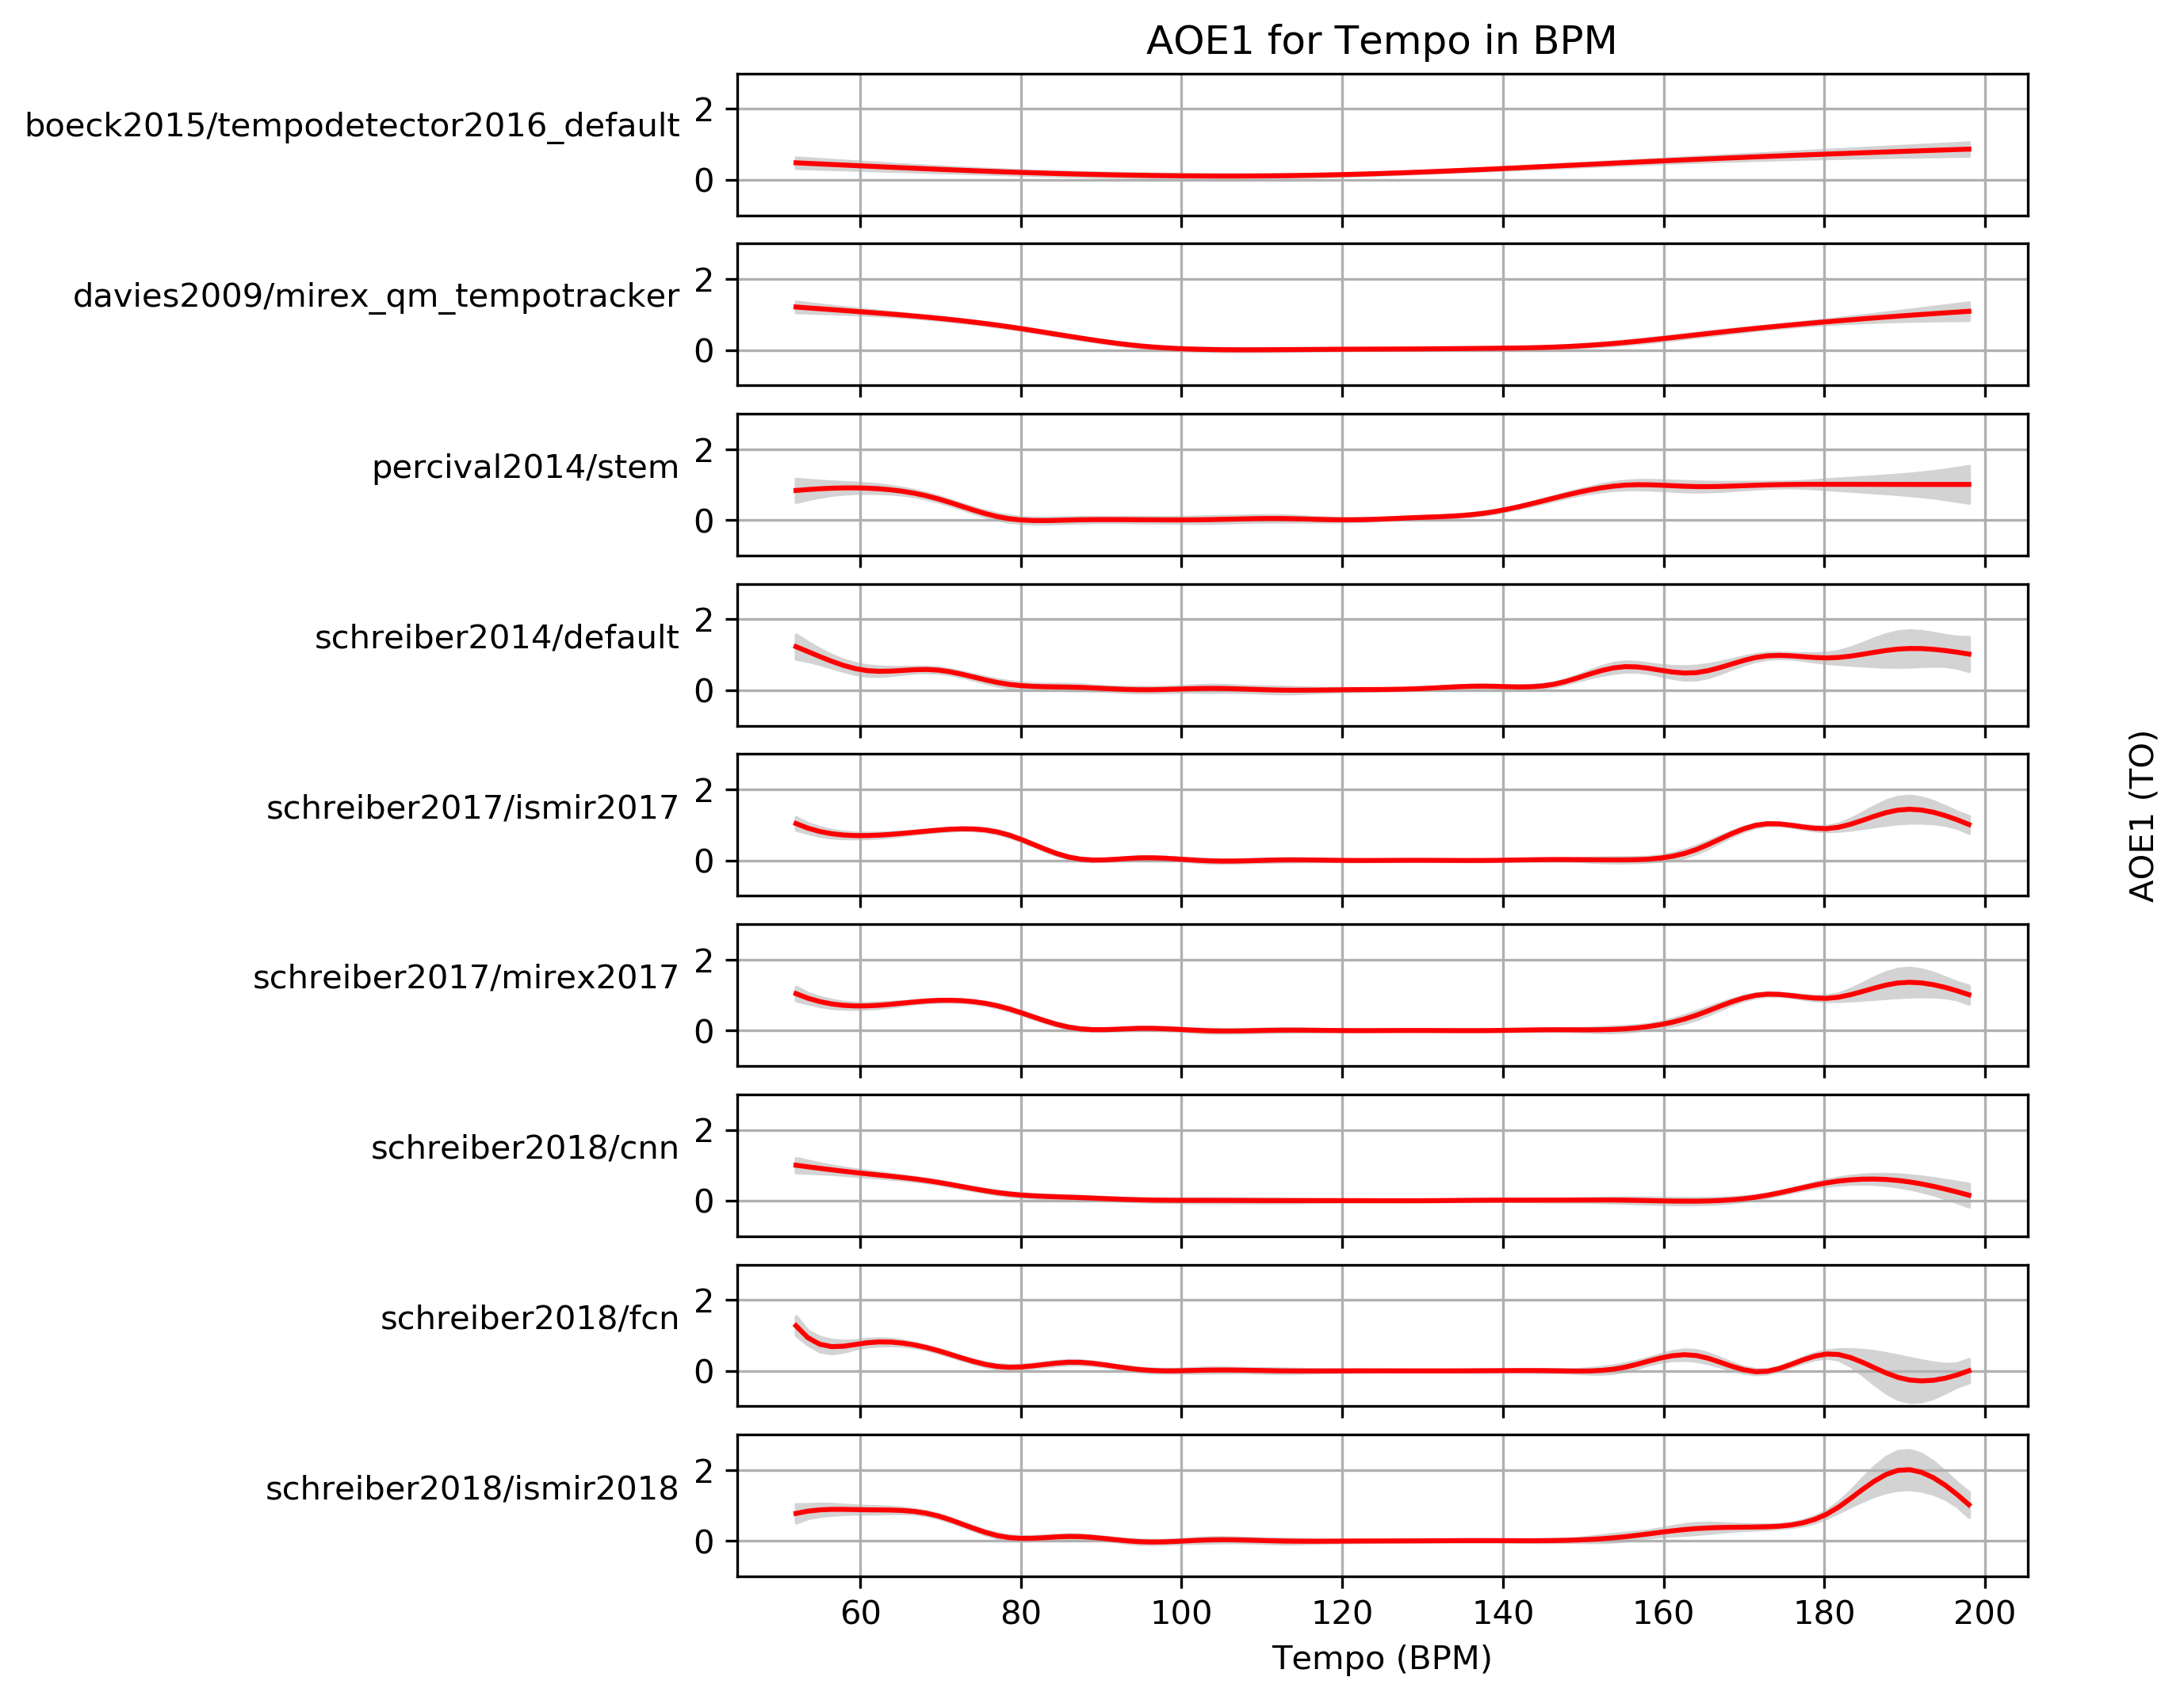 AOE1 for Tempo in BPM
boeck2015/tempodetector2016_default
2
0
davies2009/mirex_qm_tempotracker
2
0
percival2014/stem
2
0
schreiber2014/default
2
0
schreiber2017/ismir2017
2
0
schreiber2017/mirex2017
2
0
schreiber2018/cnn
2
0
schreiber2018/fcn
2
0
schreiber2018/ismir2018
2
0
60 80 100 120 140 160 180 200
Tempo (BPM)
AOE1 (TO)